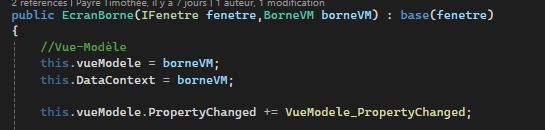 2 références | Payre Timothée, il y a 7 jours | 1 auteur, 1 modification
public EcranBorne(IFenetre fenetre,BorneVM borneVM) : base(fenetre)
{
//Vue-Modèle
this.vueModele = borneVM;
this.DataContext = borneVM;
this.vueModele.PropertyChanged += VueModele_PropertyChanged;